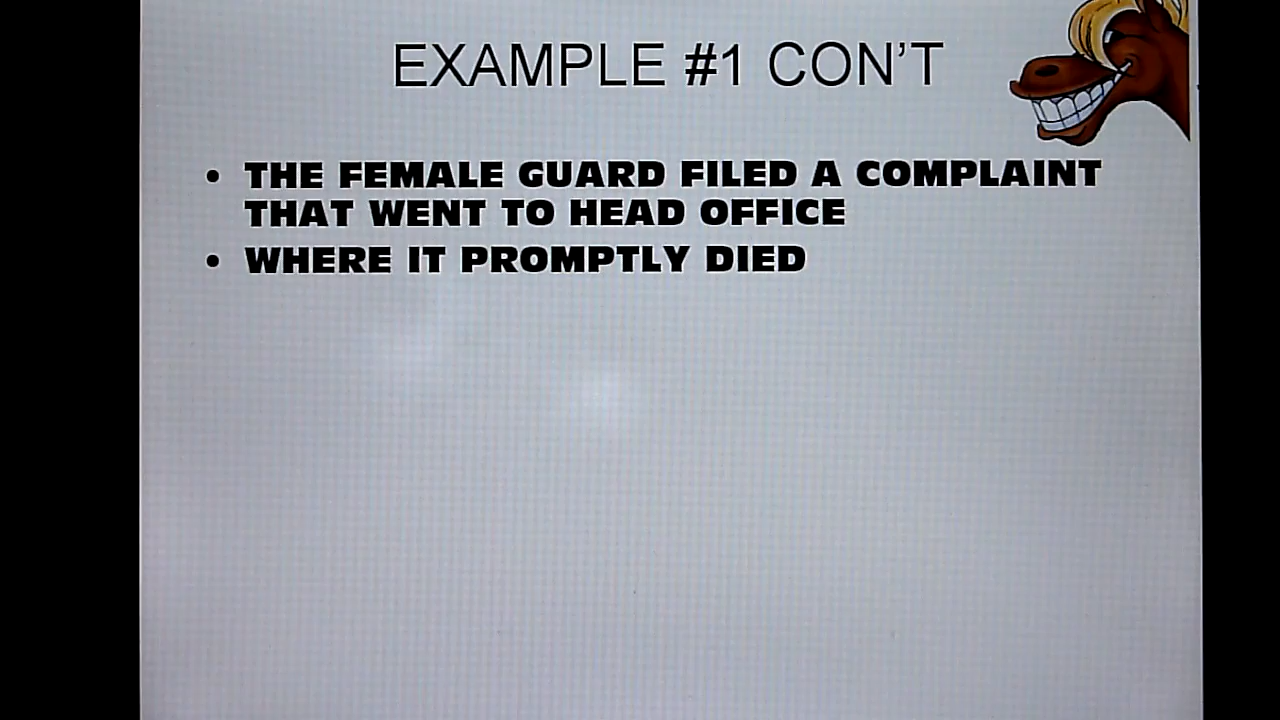 EXAMPLE #1 CON’T
• THE FEMALE GUARD FILED A COMPLAINT
THAT WENT TO HEAD OFFICE
• WHERE IT PROMPTLY DIED